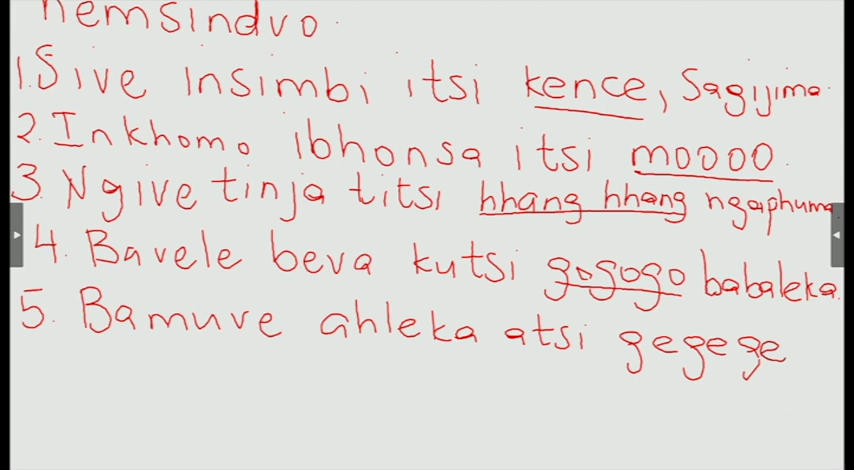 nemsindvo.
1. Sive insimbi itsi kence, Sagijima.
2. Inkhomo ibhonsa itsi moooo.
3. Ngive tinja titsi hhang hhang ngaphuma
4. Bavele beva kutsi gogogo babaleka.
5. Bamuve ahleka atsi gegege